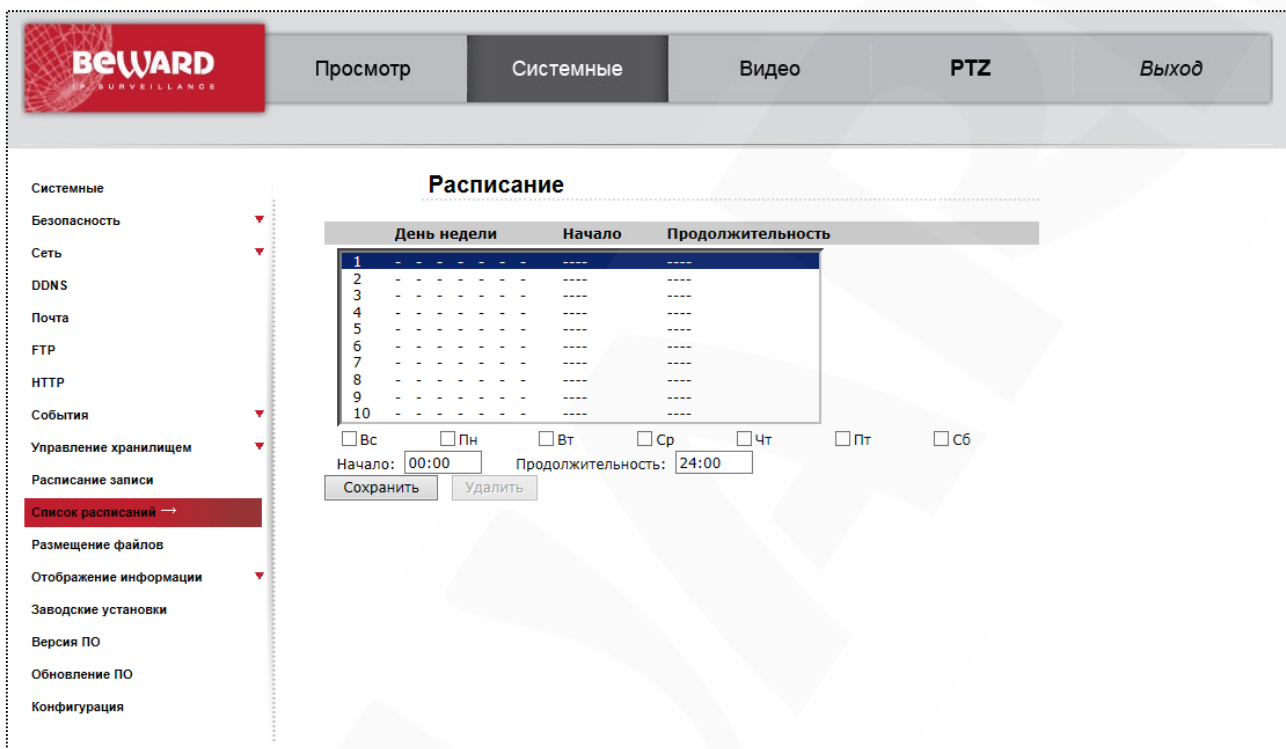 BEWARD
IP SURVEILLANCE
Просмотр Системные Видео PTZ Выход
Системные
Безопасность
Сеть
DDNS
Почта
FTP
HTTP
События
Управление хранилищем
Расписание записи
Список расписаний →
Размещение файлов
Отображение информации
Заводские установки
Версия ПО
Обновление ПО
Конфигурация
Расписание
День недели Начало Продолжительность
1 - - - - - - - ---- ----
2 - - - - - - - ---- ----
3 - - - - - - - ---- ----
4 - - - - - - - ---- ----
5 - - - - - - - ---- ----
6 - - - - - - - ---- ----
7 - - - - - - - ---- ----
8 - - - - - - - ---- ----
9 - - - - - - - ---- ----
10 - - - - - - - ---- ----
Вс Пн Вт Ср Чт Пт Сб
Начало: 00:00 Продолжительность: 24:00
Сохранить Удалить